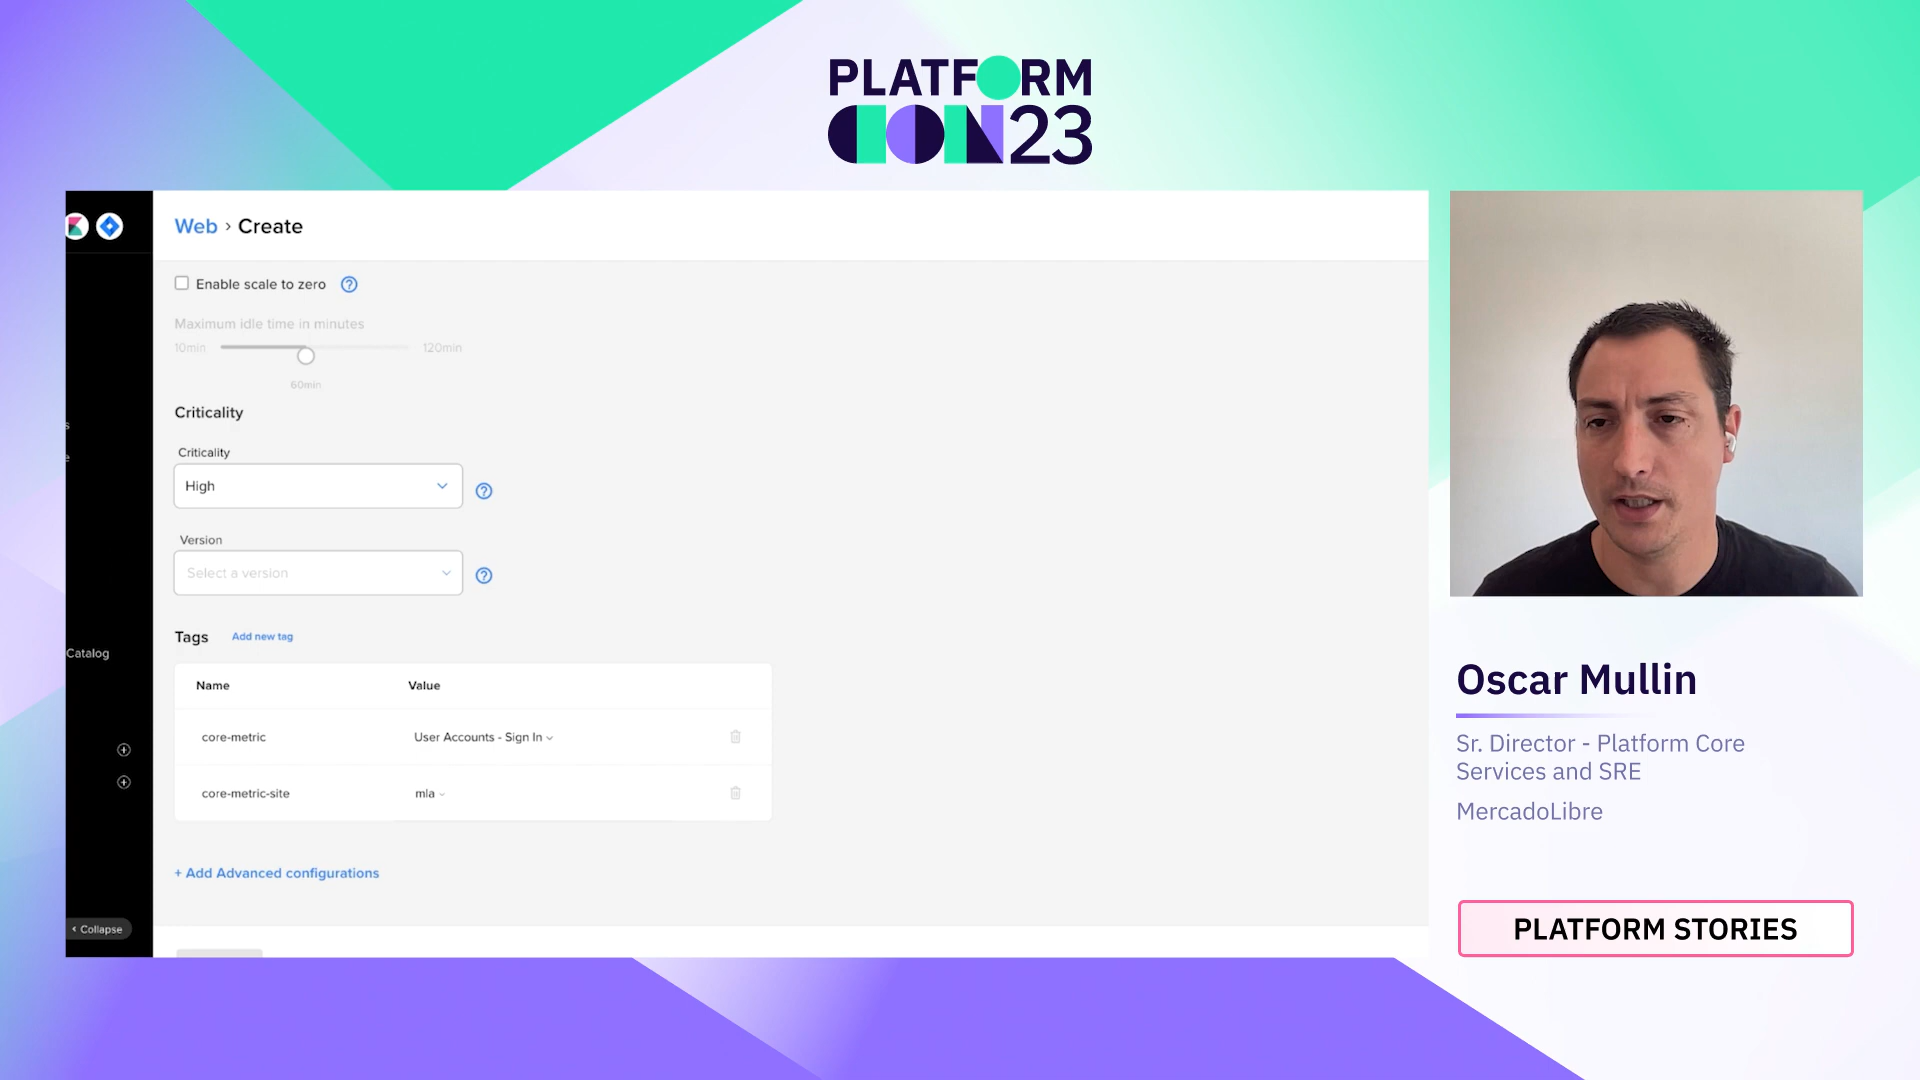 PLATFORM
CON23
Web › Create
Enable scale to zero
Maximum idle time in minutes
10min
120min
60min
Criticality
Criticality
High
Version
Select a version
Tags
Add new tag
Name
Value
core-metric
User Accounts - Sign In
core-metric-site
mla
+ Add Advanced configurations
s
e
Catalog
‹ Collapse
Oscar Mullin
Sr. Director - Platform Core
Services and SRE
MercadoLibre
PLATFORM STORIES